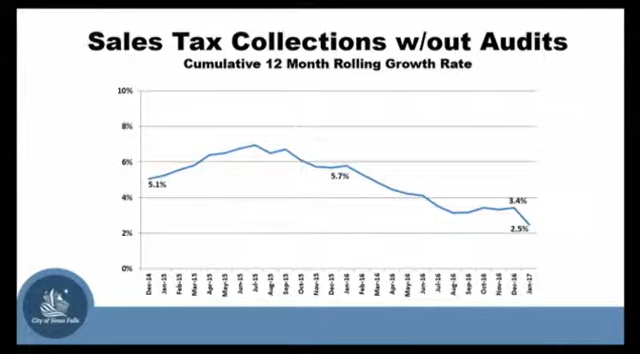 Sales Tax Collections w/out Audits
Cumulative 12 Month Rolling Growth Rate
10%
8%
6%
4%
2%
0%
5.1%
5.7%
3.4%
2.5%
Dec-14
Jan-15
Feb-15
Mar-15
Apr-15
May-15
Jun-15
Jul-15
Aug-15
Sep-15
Oct-15
Nov-15
Dec-15
Jan-16
Feb-16
Mar-16
Apr-16
May-16
Jun-16
Jul-16
Aug-16
Sep-16
Oct-16
Nov-16
Dec-16
Jan-17
City of Sioux Falls